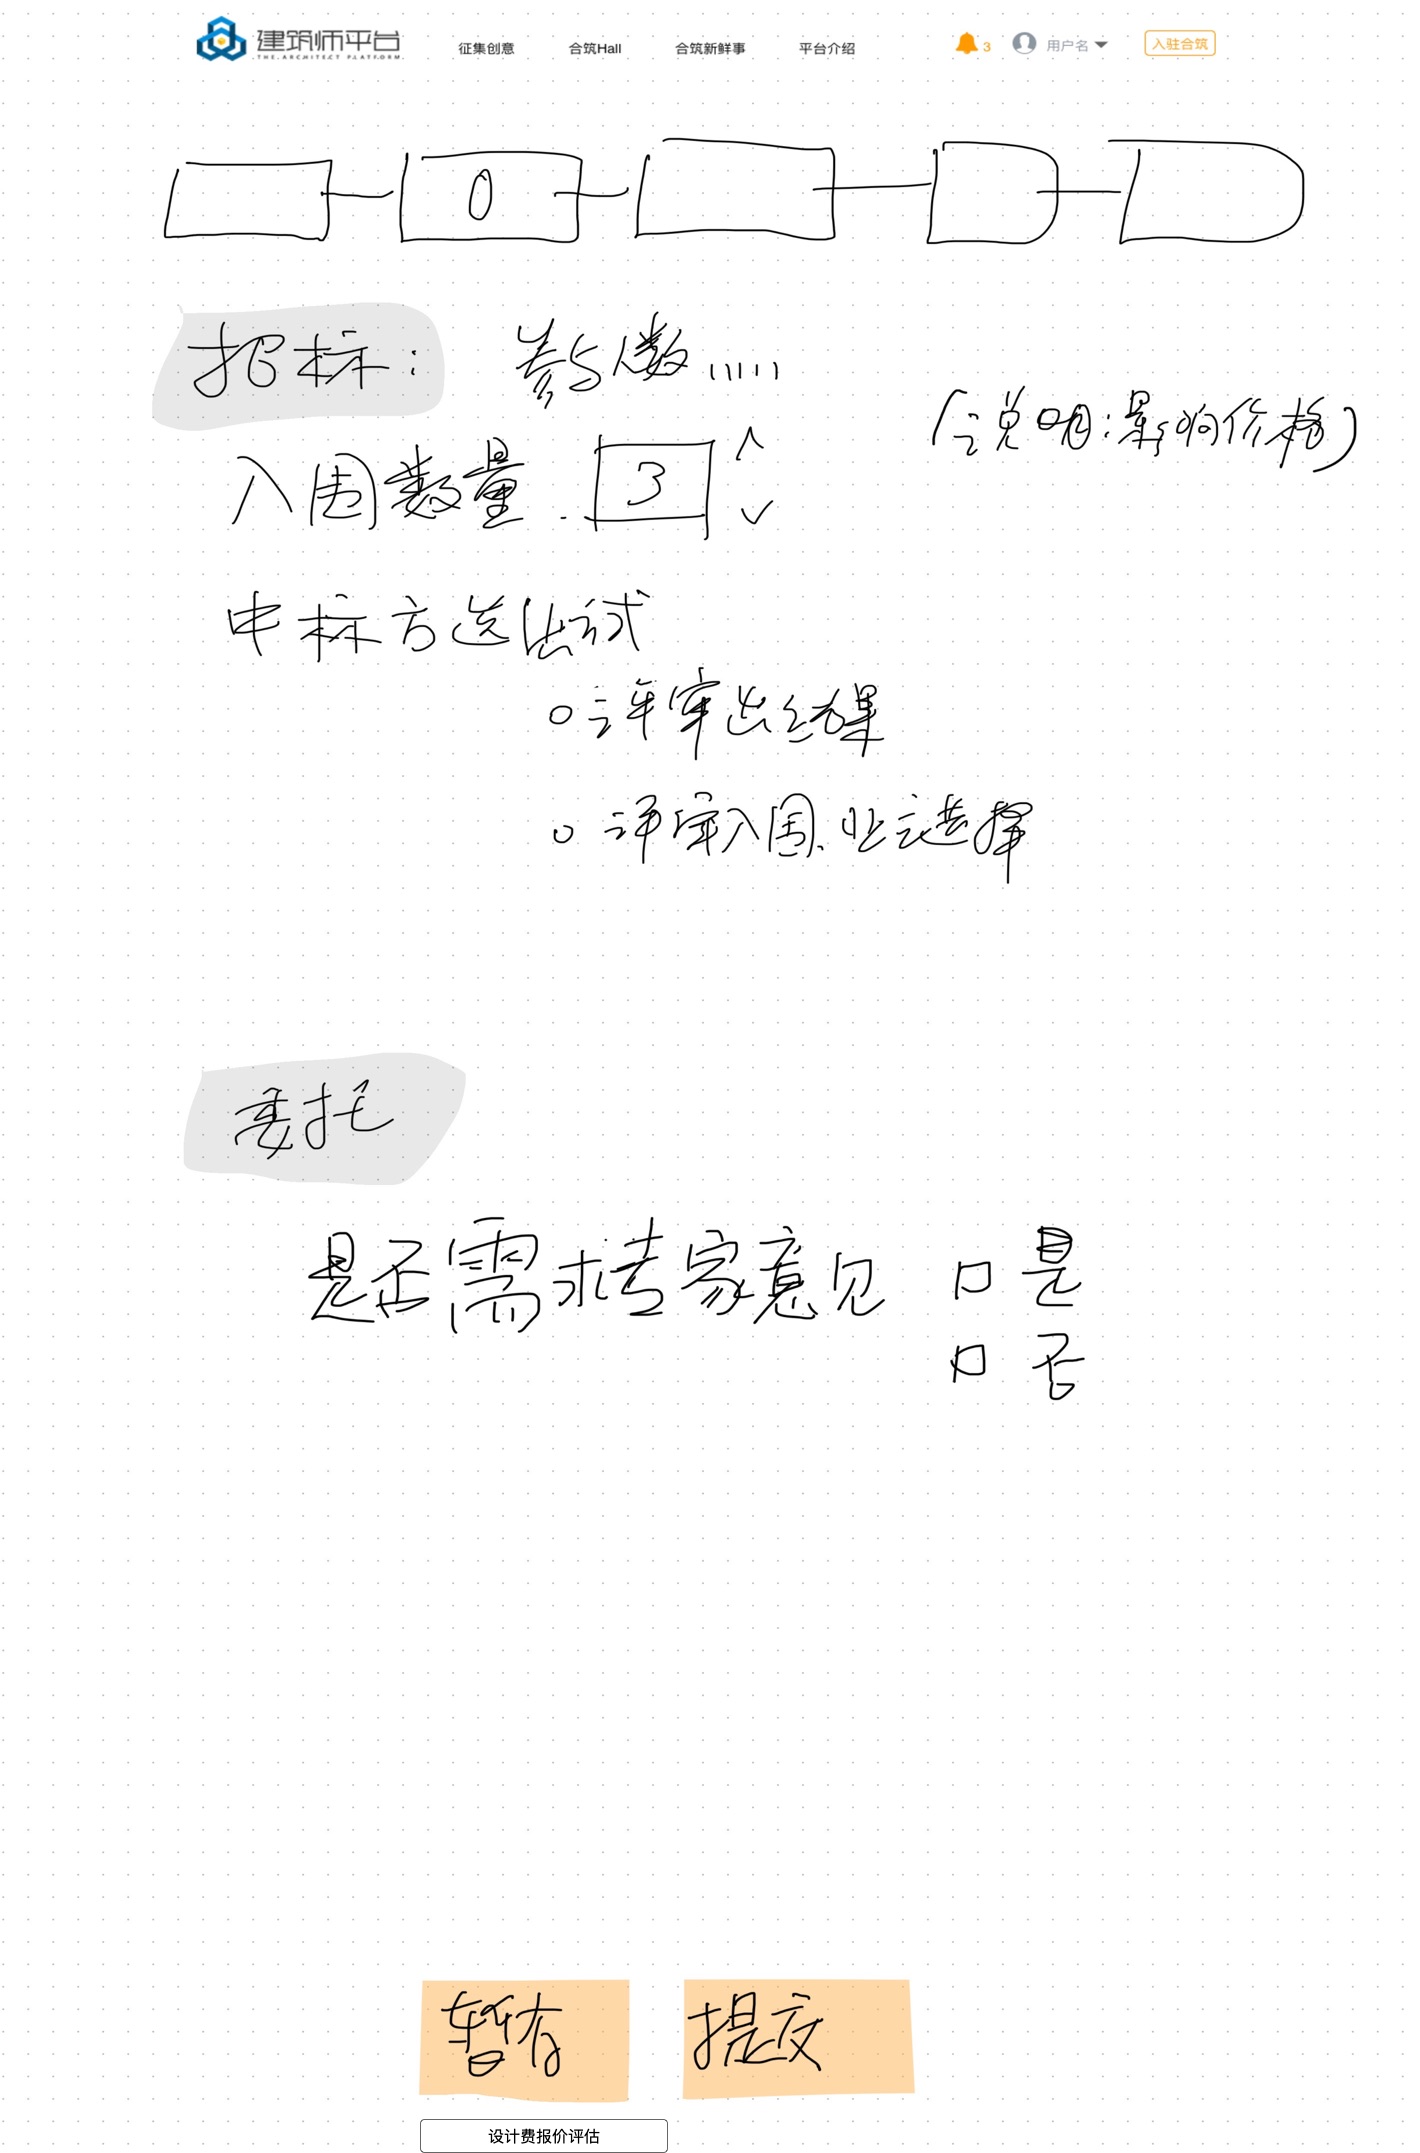 建筑师平台 征集创意 合筑Hall 合筑新鲜事 平台介绍 3 用户名 入驻合筑
THE ARCHITECT PLATFORM
0
招标: 参与人数......
(说明:影响价格)
入围数量. 3
中标方选出方式
评审出结果
评审入围.业主选择
委托
是否需求专家意见 是
否
暂存 提交
设计费报价评估